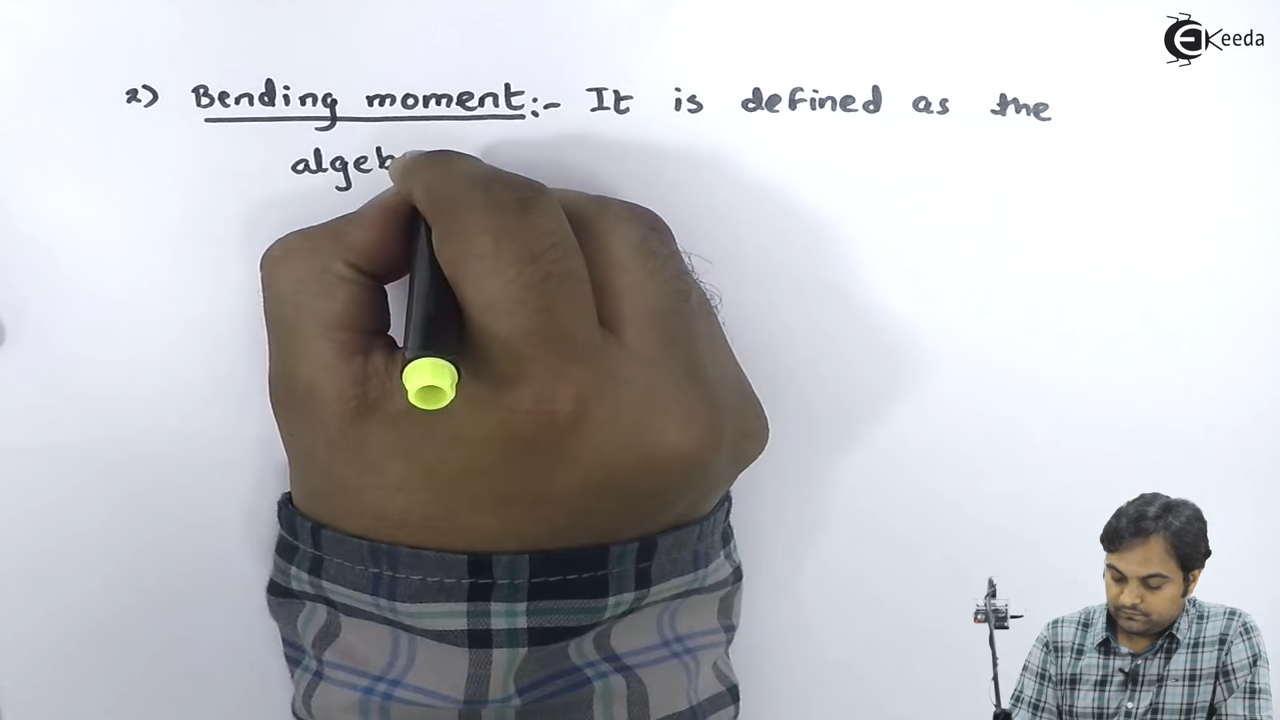 Keeda
2) Bending moment:- It is defined as the